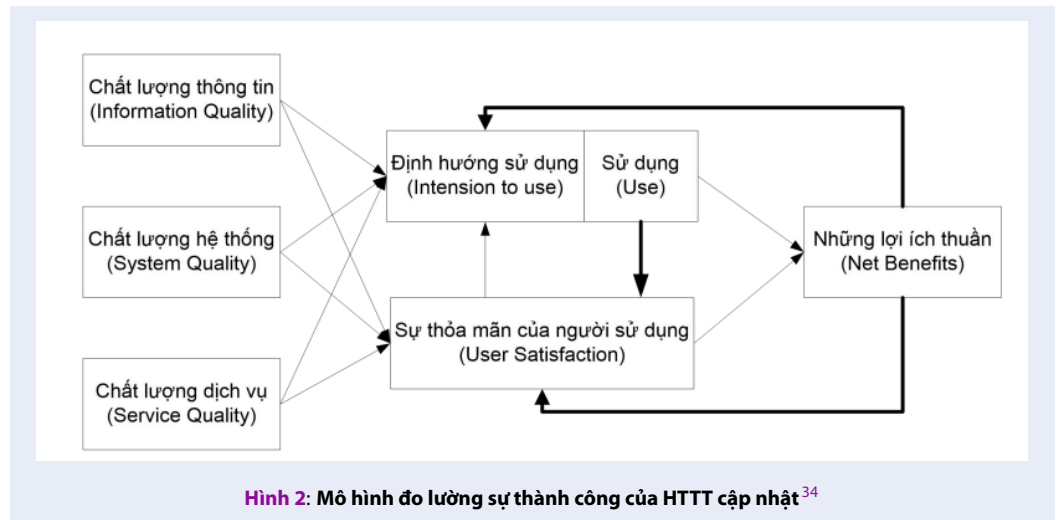 Chất lượng thông tin
(Information Quality)
Chất lượng hệ thống
(System Quality)
Chất lượng dịch vụ
(Service Quality)
Định hướng sử dụng
(Intension to use)
Sử dụng
(Use)
Sự thỏa mãn của người sử dụng
(User Satisfaction)
Những lợi ích thuần
(Net Benefits)
Hình 2: Mô hình đo lường sự thành công của HTTT cập nhật 34